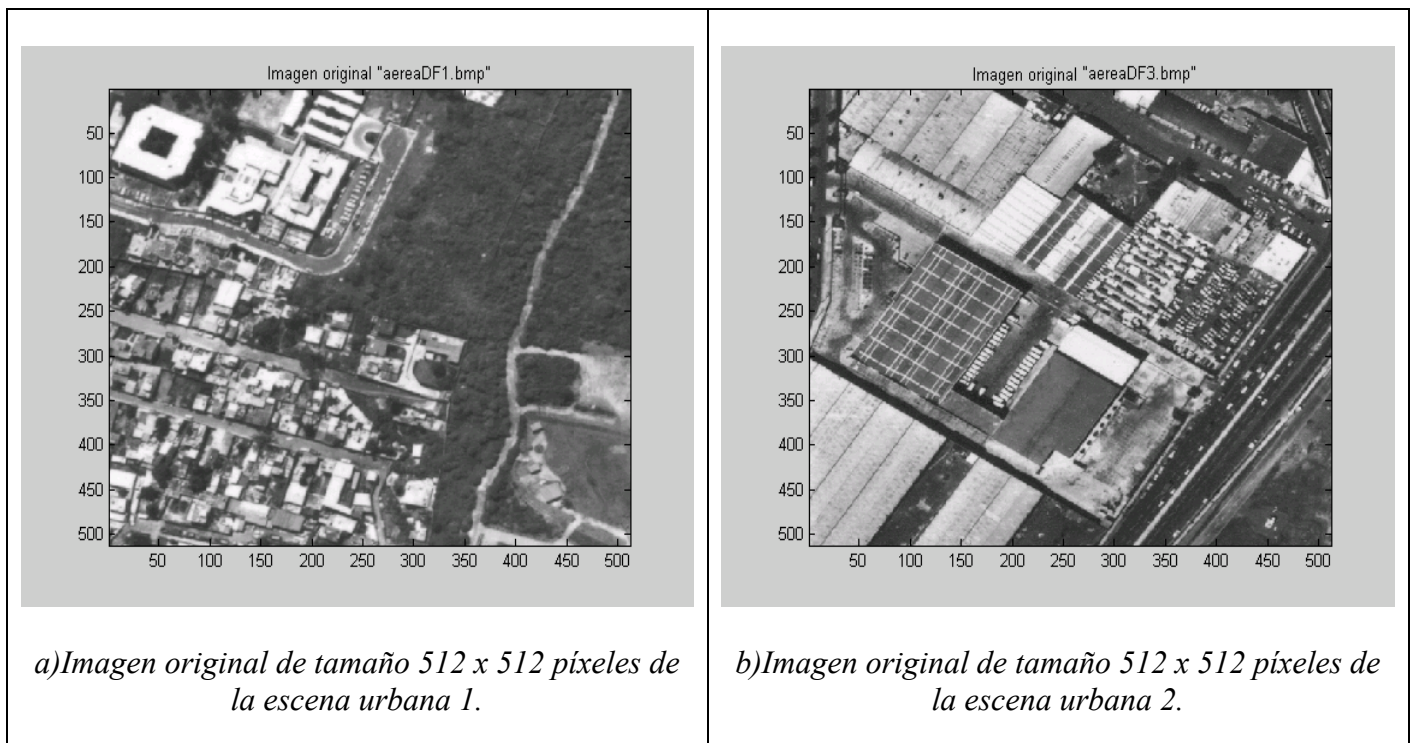 Imagen original "aereaDF1.bmp"
50
100
150
200
250
300
350
400
450
500
50 100 150 200 250 300 350 400 450 500
a)Imagen original de tamaño 512 x 512 píxeles de
la escena urbana 1.
Imagen original "aereaDF3.bmp"
50
100
150
200
250
300
350
400
450
500
50 100 150 200 250 300 350 400 450 500
b)Imagen original de tamaño 512 x 512 píxeles de
la escena urbana 2.